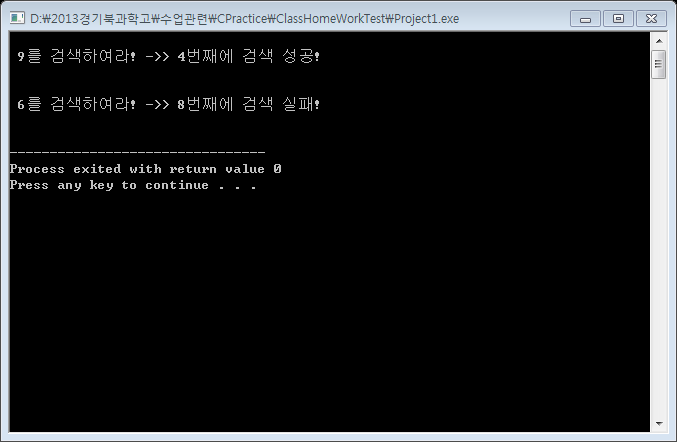 D:\2013경기북과학고\수업관련\CPractice\ClassHomeWorkTest\Project1.exe
9를 검색하여라! ->> 4번째에 검색 성공!
6를 검색하여라! ->> 8번째에 검색 실패!
--------------------------------
Process exited with return value 0
Press any key to continue . . .